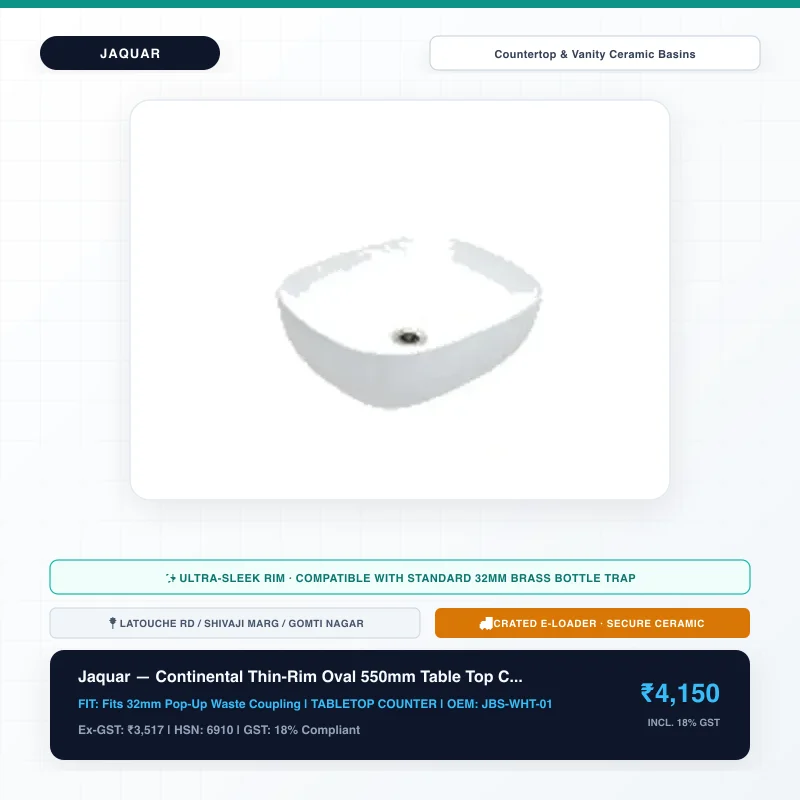 JAQUAR
Countertop & Vanity Ceramic Basins
ULTRA-SLEEK RIM · COMPATIBLE WITH STANDARD 32MM BRASS BOTTLE TRAP
LATOUCHE RD / SHIVAJI MARG / GOMTI NAGAR
CRATED E-LOADER · SECURE CERAMIC
Jaquar — Continental Thin-Rim Oval 550mm Table Top C...
₹4,150
FIT: Fits 32mm Pop-Up Waste Coupling | TABLETOP COUNTER | OEM: JBS-WHT-01
INCL. 18% GST
Ex-GST: ₹3,517 | HSN: 6910 | GST: 18% Compliant